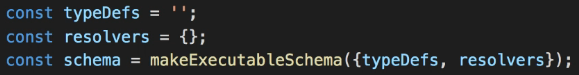 const typeDefs = '';
const resolvers = {};
const schema = makeExecutableSchema({typeDefs, resolvers});